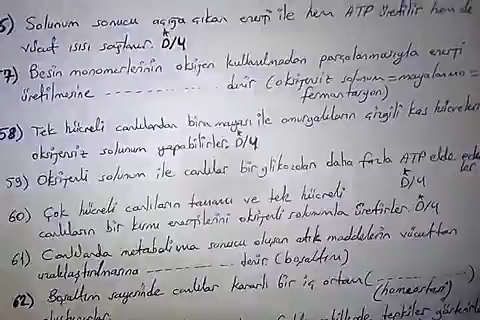 6) Solunum sonucu açığa çıkan enerji ile hem ATP üretilir hem de
vücut ısısı sağlanır. D/Y
7) Besin monomerlerinin oksijen kullanılmadan parçalanmasıyla enerji
üretilmesine ............... denir (oksijensiz solunum=mayalanma=
fermantasyon)
58) Tek hücreli canlılardan bira mayası ile omurgalıların çizgili kas hücreleri
oksijensiz solunum yapabilirler. D/Y
59) Oksijenli solunum ile canlılar bir glikozdan daha fazla ATP elde eder
ler
D/Y
60) Çok hücreli canlıların tamamı ve tek hücreli
canlıların bir kısmı enerjilerini oksijenli solunumla üretirler. D/Y
61) Canlılarda metabolizma sonucu oluşan atık maddelerin vücuttan
uzaklaştırılmasına ............ denir (boşaltım)
62) Boşaltım sayesinde canlılar kararlı bir iç ortam (............)
(homeostasi)
tepkiler